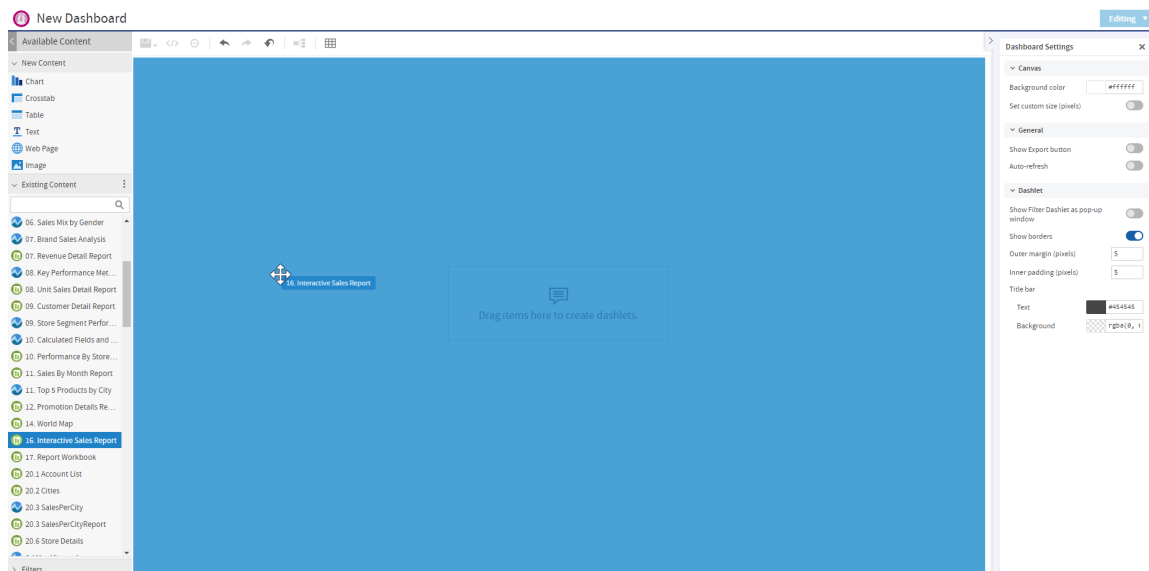 New Dashboard
Editing
Available Content
New Content
Chart
Crosstab
Table
Text
Web Page
Image
Existing Content
06. Sales Mix by Gender
07. Brand Sales Analysis
07. Revenue Detail Report
08. Key Performance Met...
08. Unit Sales Detail Report
09. Customer Detail Report
09. Store Segment Perfor...
10. Calculated Fields and ...
10. Performance By Store...
11. Sales By Month Report
11. Top 5 Products by City
12. Promotion Details Re...
14. World Map
16. Interactive Sales Report
17. Report Workbook
20.1 Account List
20.2 Cities
20.3 SalesPerCity
20.3 SalesPerCityReport
20.6 Store Details
Filters
16. Interactive Sales Report
Drag items here to create dashlets.
Dashboard Settings
Canvas
Background color #ffffff
Set custom size (pixels)
General
Show Export button
Auto-refresh
Dashlet
Show Filter Dashlet as pop-up
window
Show borders
Outer margin (pixels) 5
Inner padding (pixels) 5
Title bar
Text #454545
Background rgba(0,